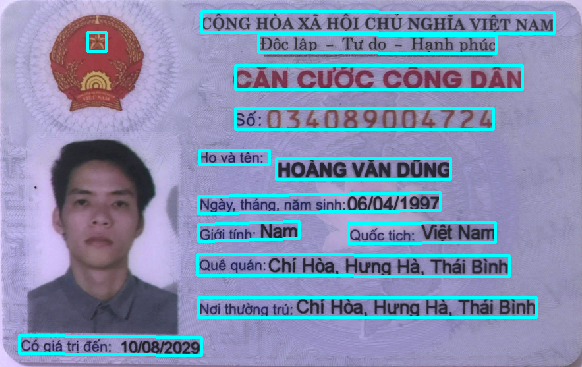 CỘNG HÒA XÃ HỘI CHỦ NGHĨA VIỆT NAM
Độc lập - Tự do - Hạnh phúc
CĂN CƯỚC CÔNG DÂN
Số: 034089004724
Họ và tên:
HOÀNG VĂN DŨNG
Ngày, tháng, năm sinh: 06/04/1997
Giới tính: Nam Quốc tịch: Việt Nam
Quê quán: Chí Hòa, Hưng Hà, Thái Bình
Nơi thường trú: Chí Hòa, Hưng Hà, Thái Bình
Có giá trị đến: 10/08/2029